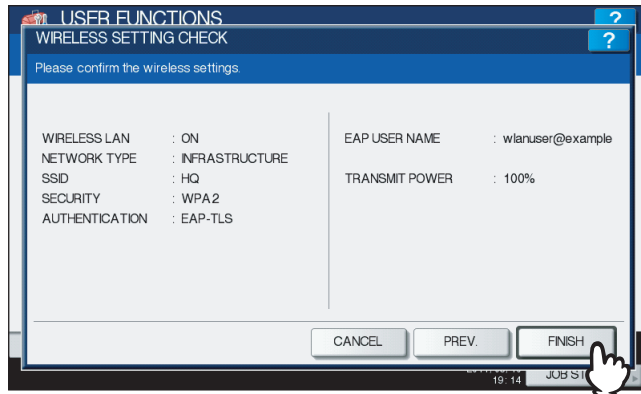 USER FUNCTIONS
?
WIRELESS SETTING CHECK
?
Please confirm the wireless settings.
WIRELESS LAN : ON
NETWORK TYPE : INFRASTRUCTURE
SSID : HQ
SECURITY : WPA2
AUTHENTICATION : EAP-TLS
EAP USER NAME : wlanuser@example
TRANSMIT POWER : 100%
CANCEL
PREV.
FINISH
19:14
JOB